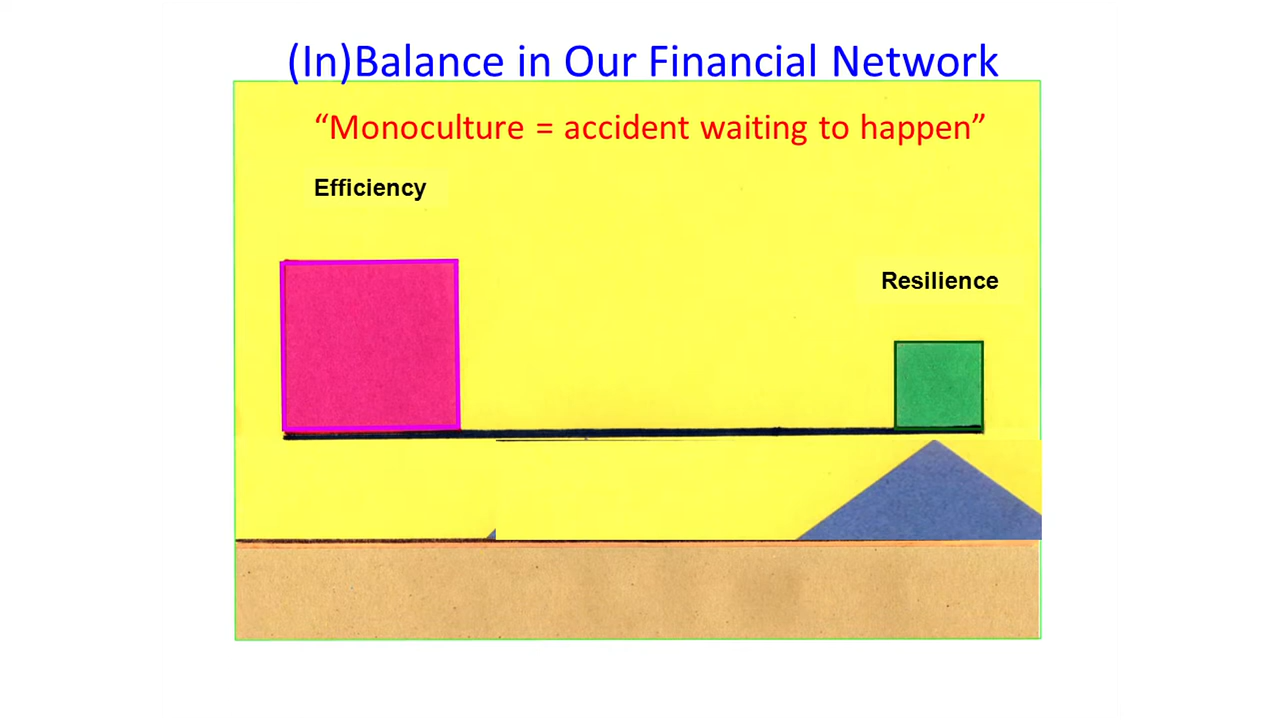 (In)Balance in Our Financial Network
“Monoculture = accident waiting to happen”
Efficiency
Resilience